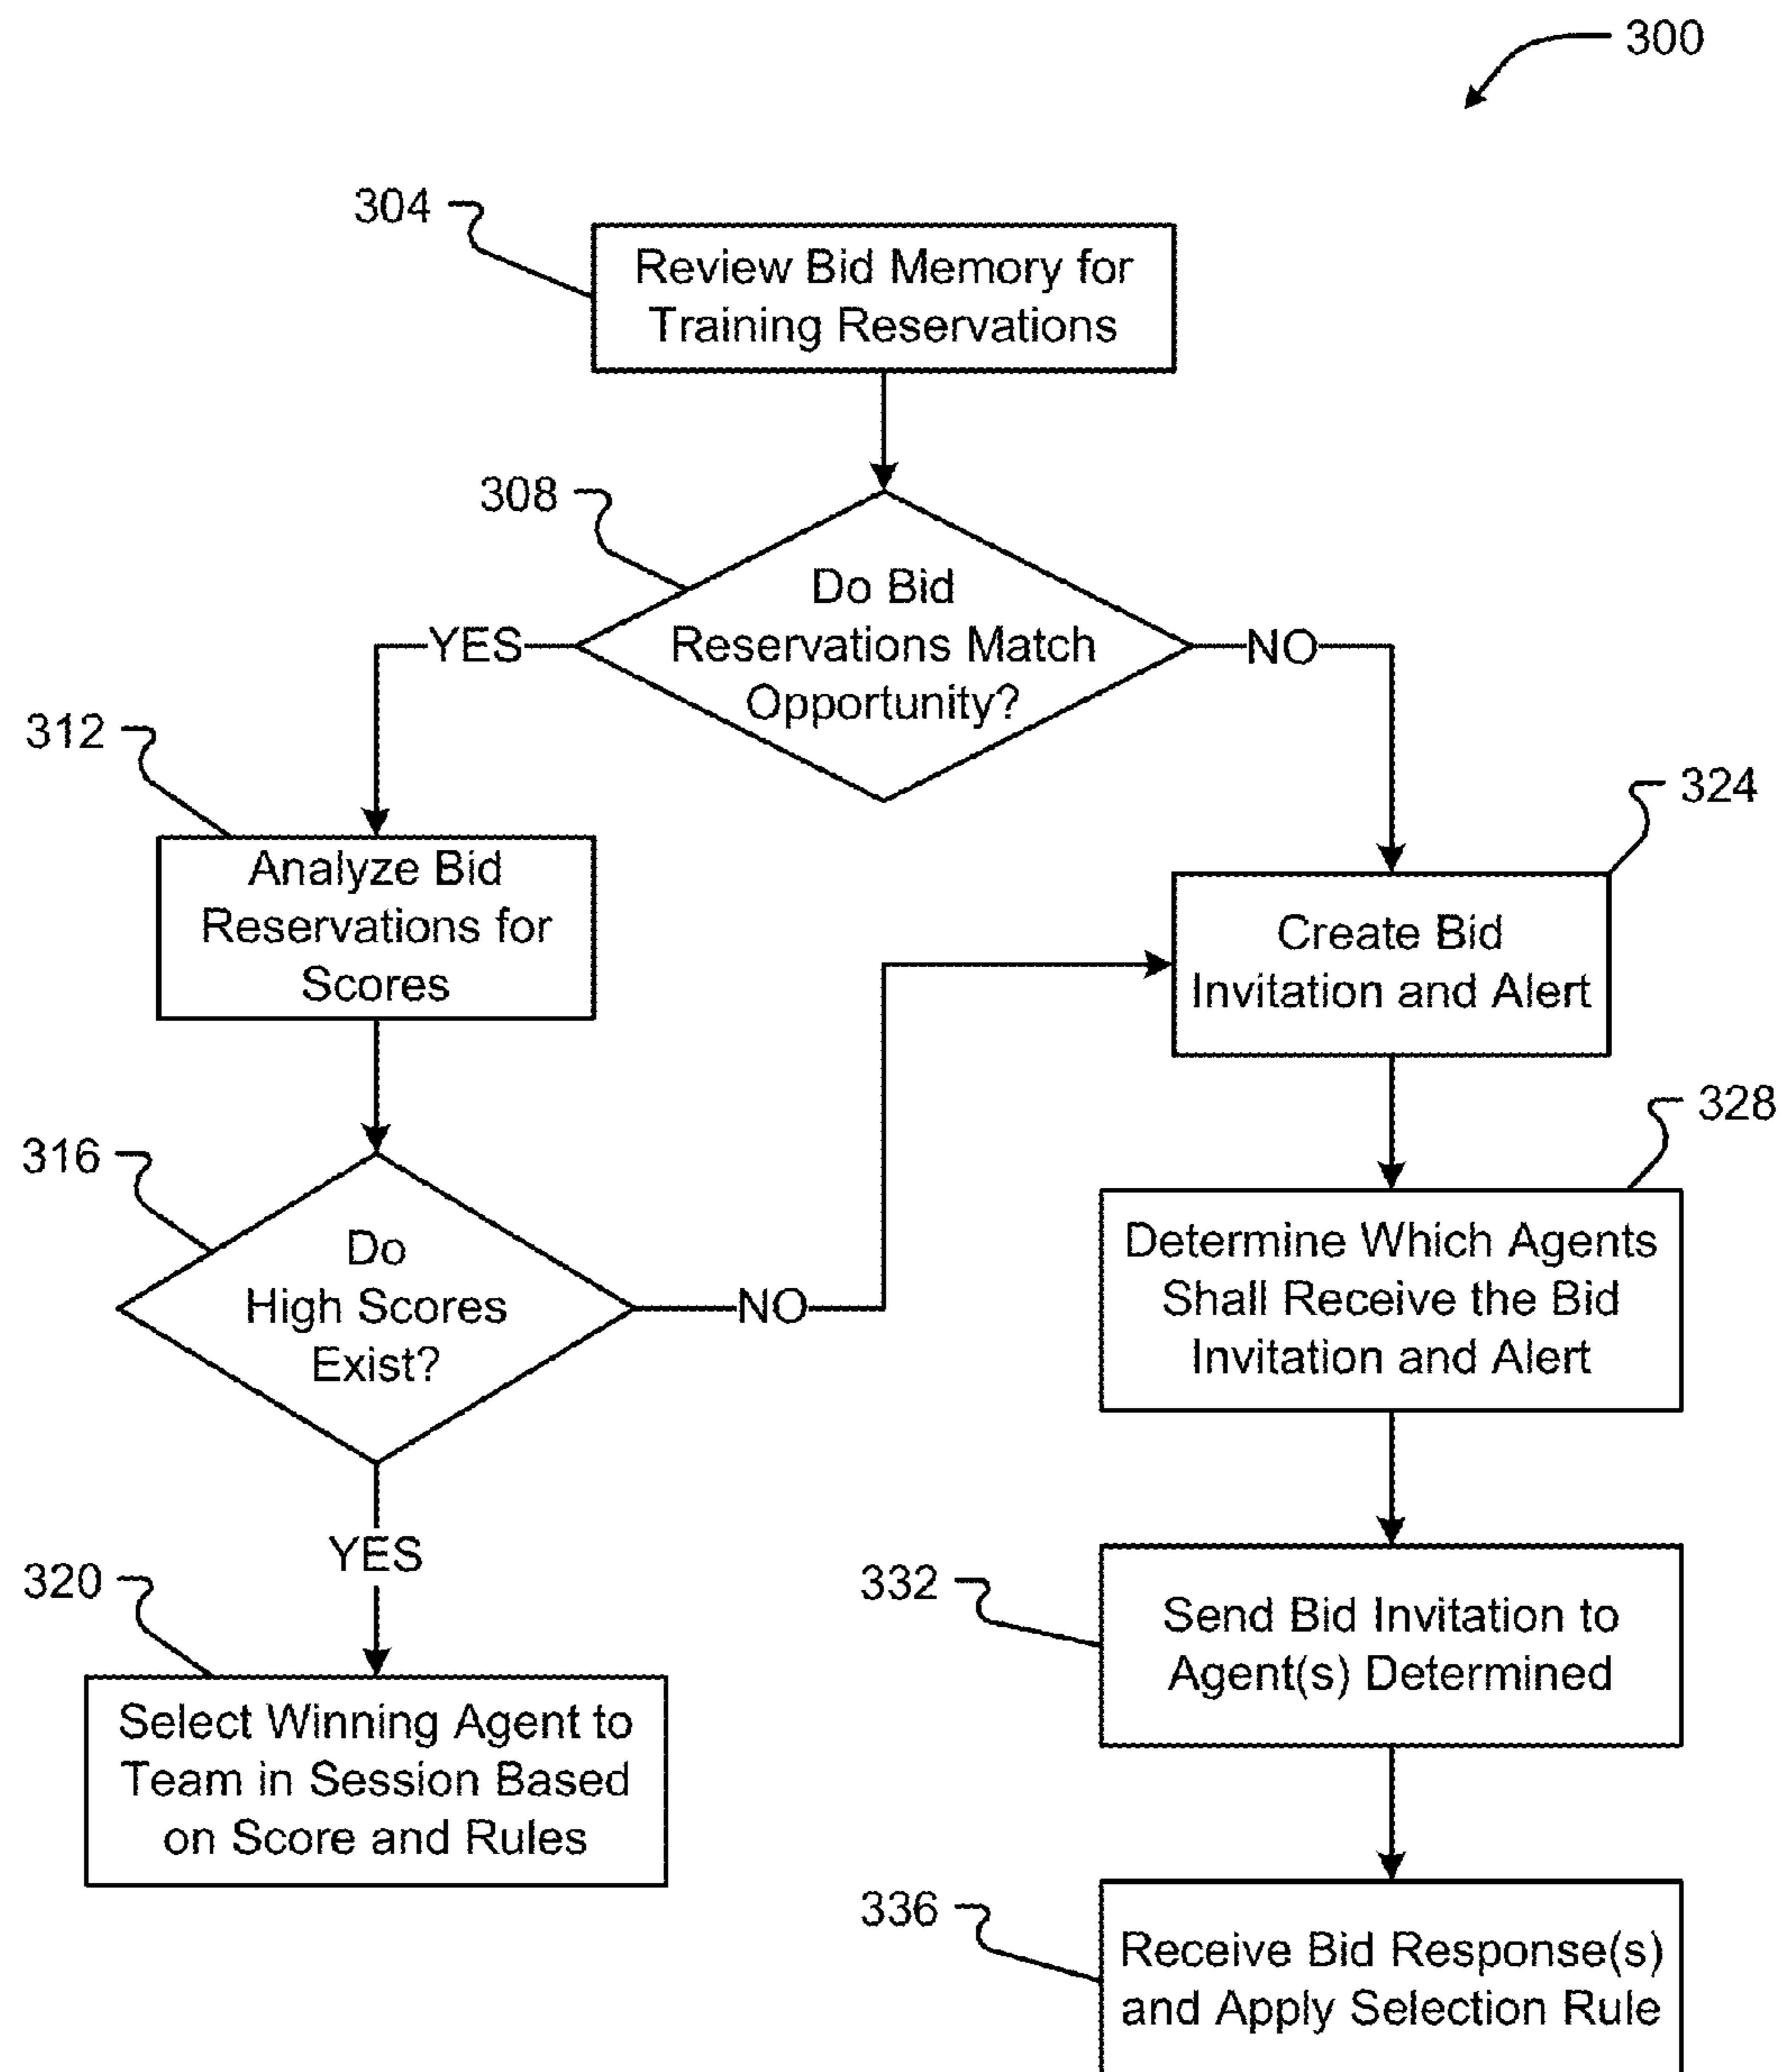 300
304
Review Bid Memory for
Training Reservations
308
Do Bid
Reservations Match
Opportunity?
YES
NO
312
Analyze Bid
Reservations for
Scores
324
Create Bid
Invitation and Alert
316
Do
High Scores
Exist?
NO
YES
328
Determine Which Agents
Shall Receive the Bid
Invitation and Alert
320
Select Winning Agent to
Team in Session Based
on Score and Rules
332
Send Bid Invitation to
Agent(s) Determined
336
Receive Bid Response(s)
and Apply Selection Rule